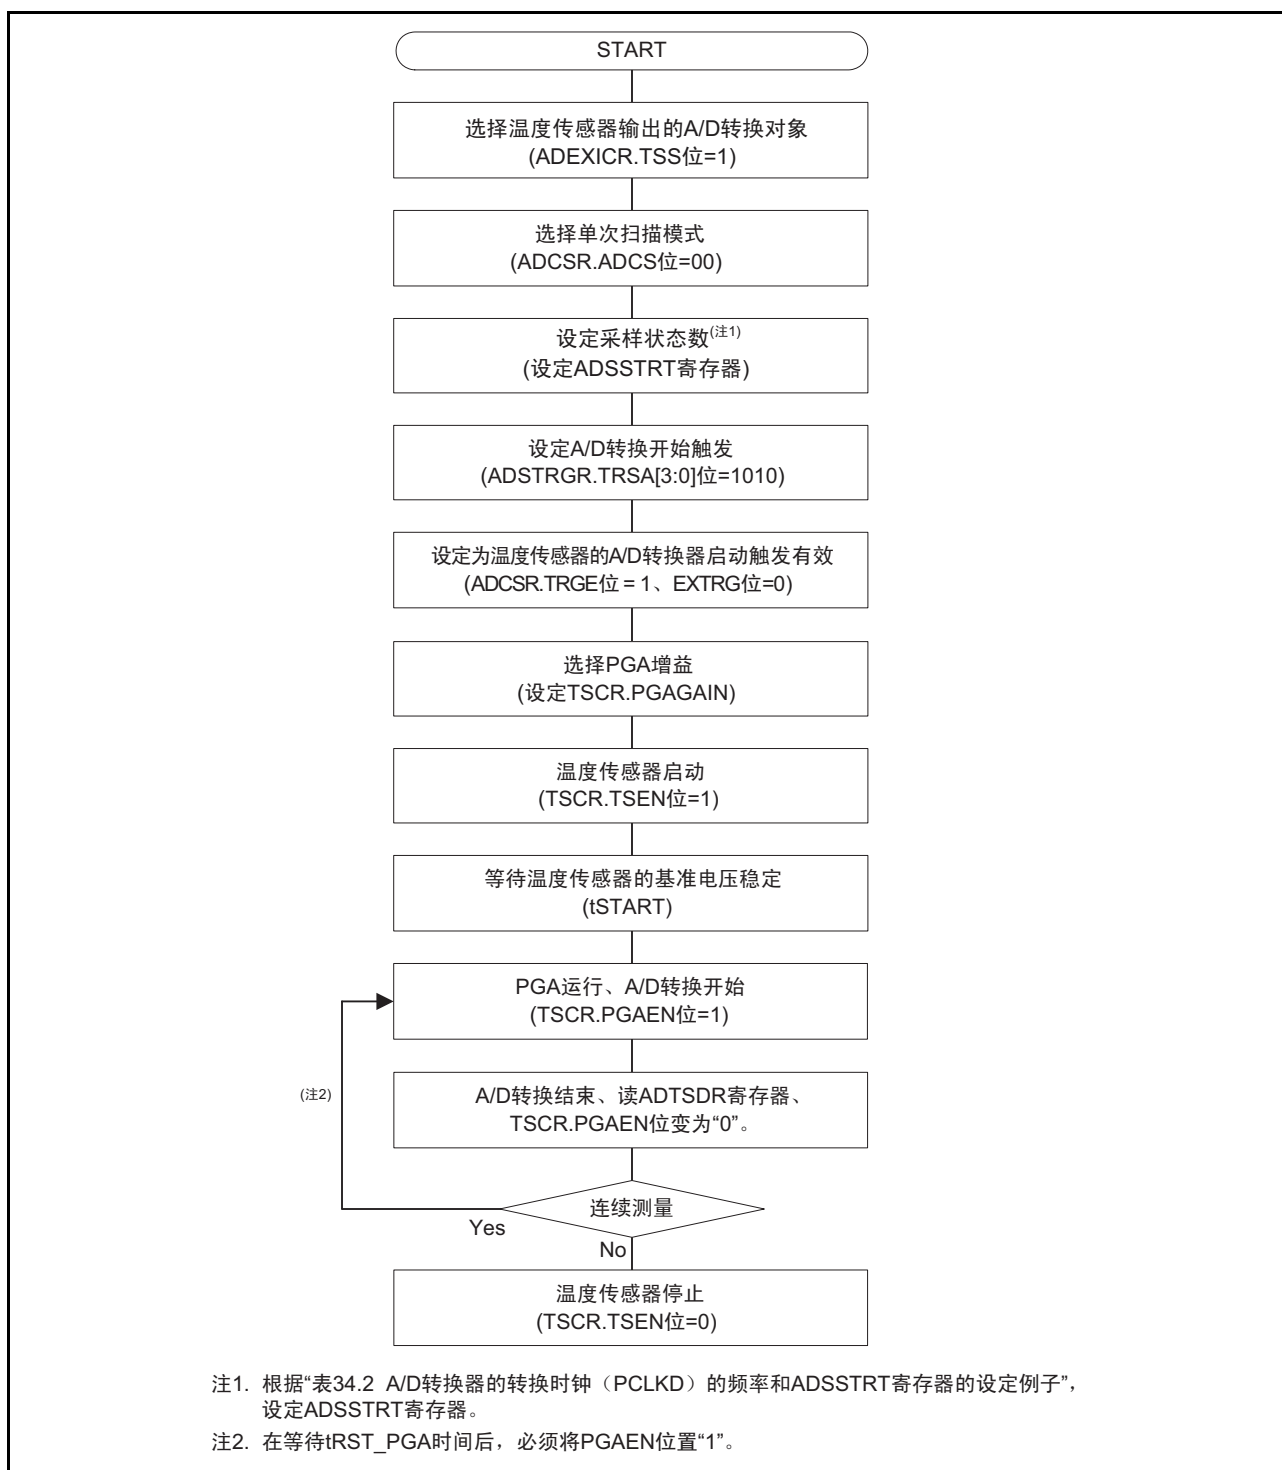 START
选择温度传感器输出的A/D转换对象
(ADEXICR.TSS位=1)
选择单次扫描模式
(ADCSR.ADCS位=00)
设定采样状态数(注1)
(设定ADSSTRT寄存器)
设定A/D转换开始触发
(ADSTRGR.TRSA[3:0]位=1010)
设定为温度传感器的A/D转换器启动触发有效
(ADCSR.TRGE位 = 1、EXTRG位=0)
选择PGA增益
(设定TSCR.PGAGAIN)
温度传感器启动
(TSCR.TSEN位=1)
等待温度传感器的基准电压稳定
(tSTART)
PGA运行、A/D转换开始
(TSCR.PGAEN位=1)
(注2)
A/D转换结束、读ADTSDR寄存器、
TSCR.PGAEN位变为“0”。
连续测量
Yes
No
温度传感器停止
(TSCR.TSEN位=0)
注1. 根据“表34.2 A/D转换器的转换时钟（PCLKD）的频率和ADSSTRT寄存器的设定例子”，
设定ADSSTRT寄存器。
注2. 在等待tRST_PGA时间后，必须将PGAEN位置“1”。